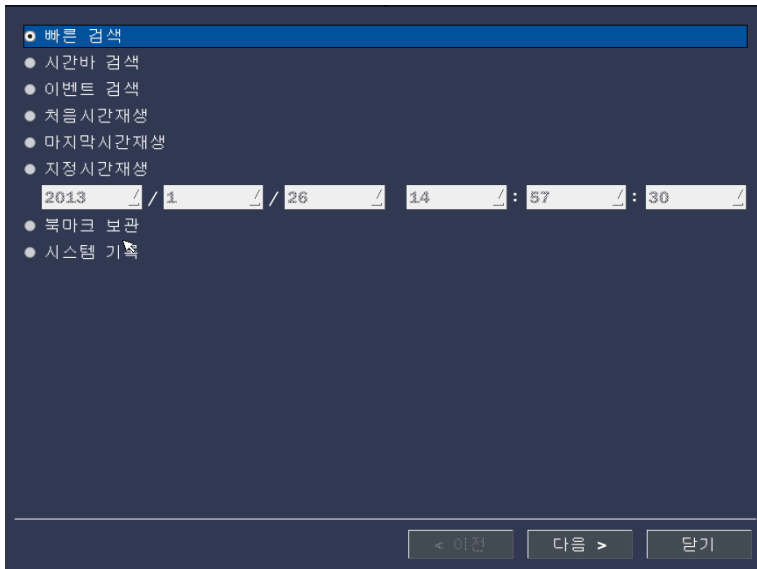 빠른 검색
시간바 검색
이벤트 검색
처음시간재생
마지막시간재생
지정시간재생
2013 / 1 / 26 14 : 57 : 30
북마크 보관
시스템 기록
< 이전 다음 > 닫기